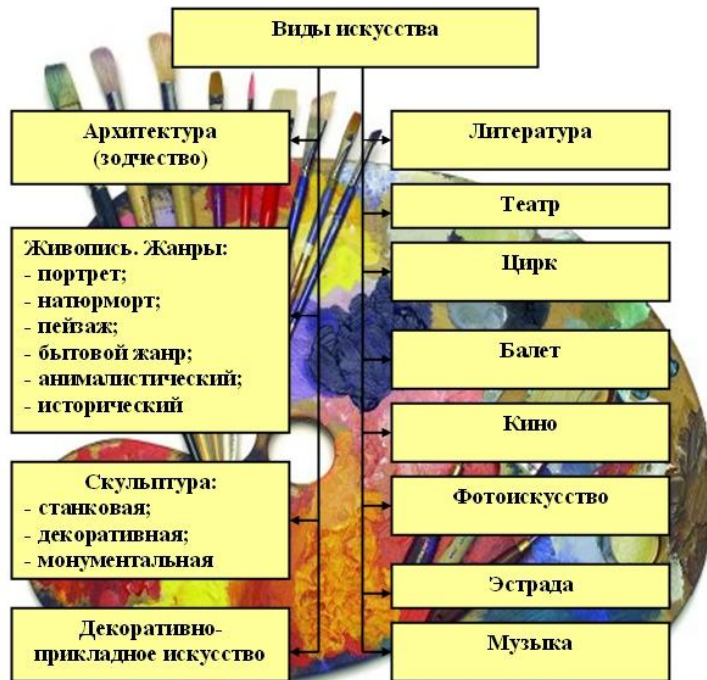 Виды искусства
Архитектура
(зодчество)
Живопись. Жанры:
- портрет;
- натюрморт;
- пейзаж;
- бытовой жанр;
- анималистический;
- исторический
Скульптура:
- станковая;
- декоративная;
- монументальная
Декоративно-
прикладное искусство
Литература
Театр
Цирк
Балет
Кино
Фотоискусство
Эстрада
Музыка